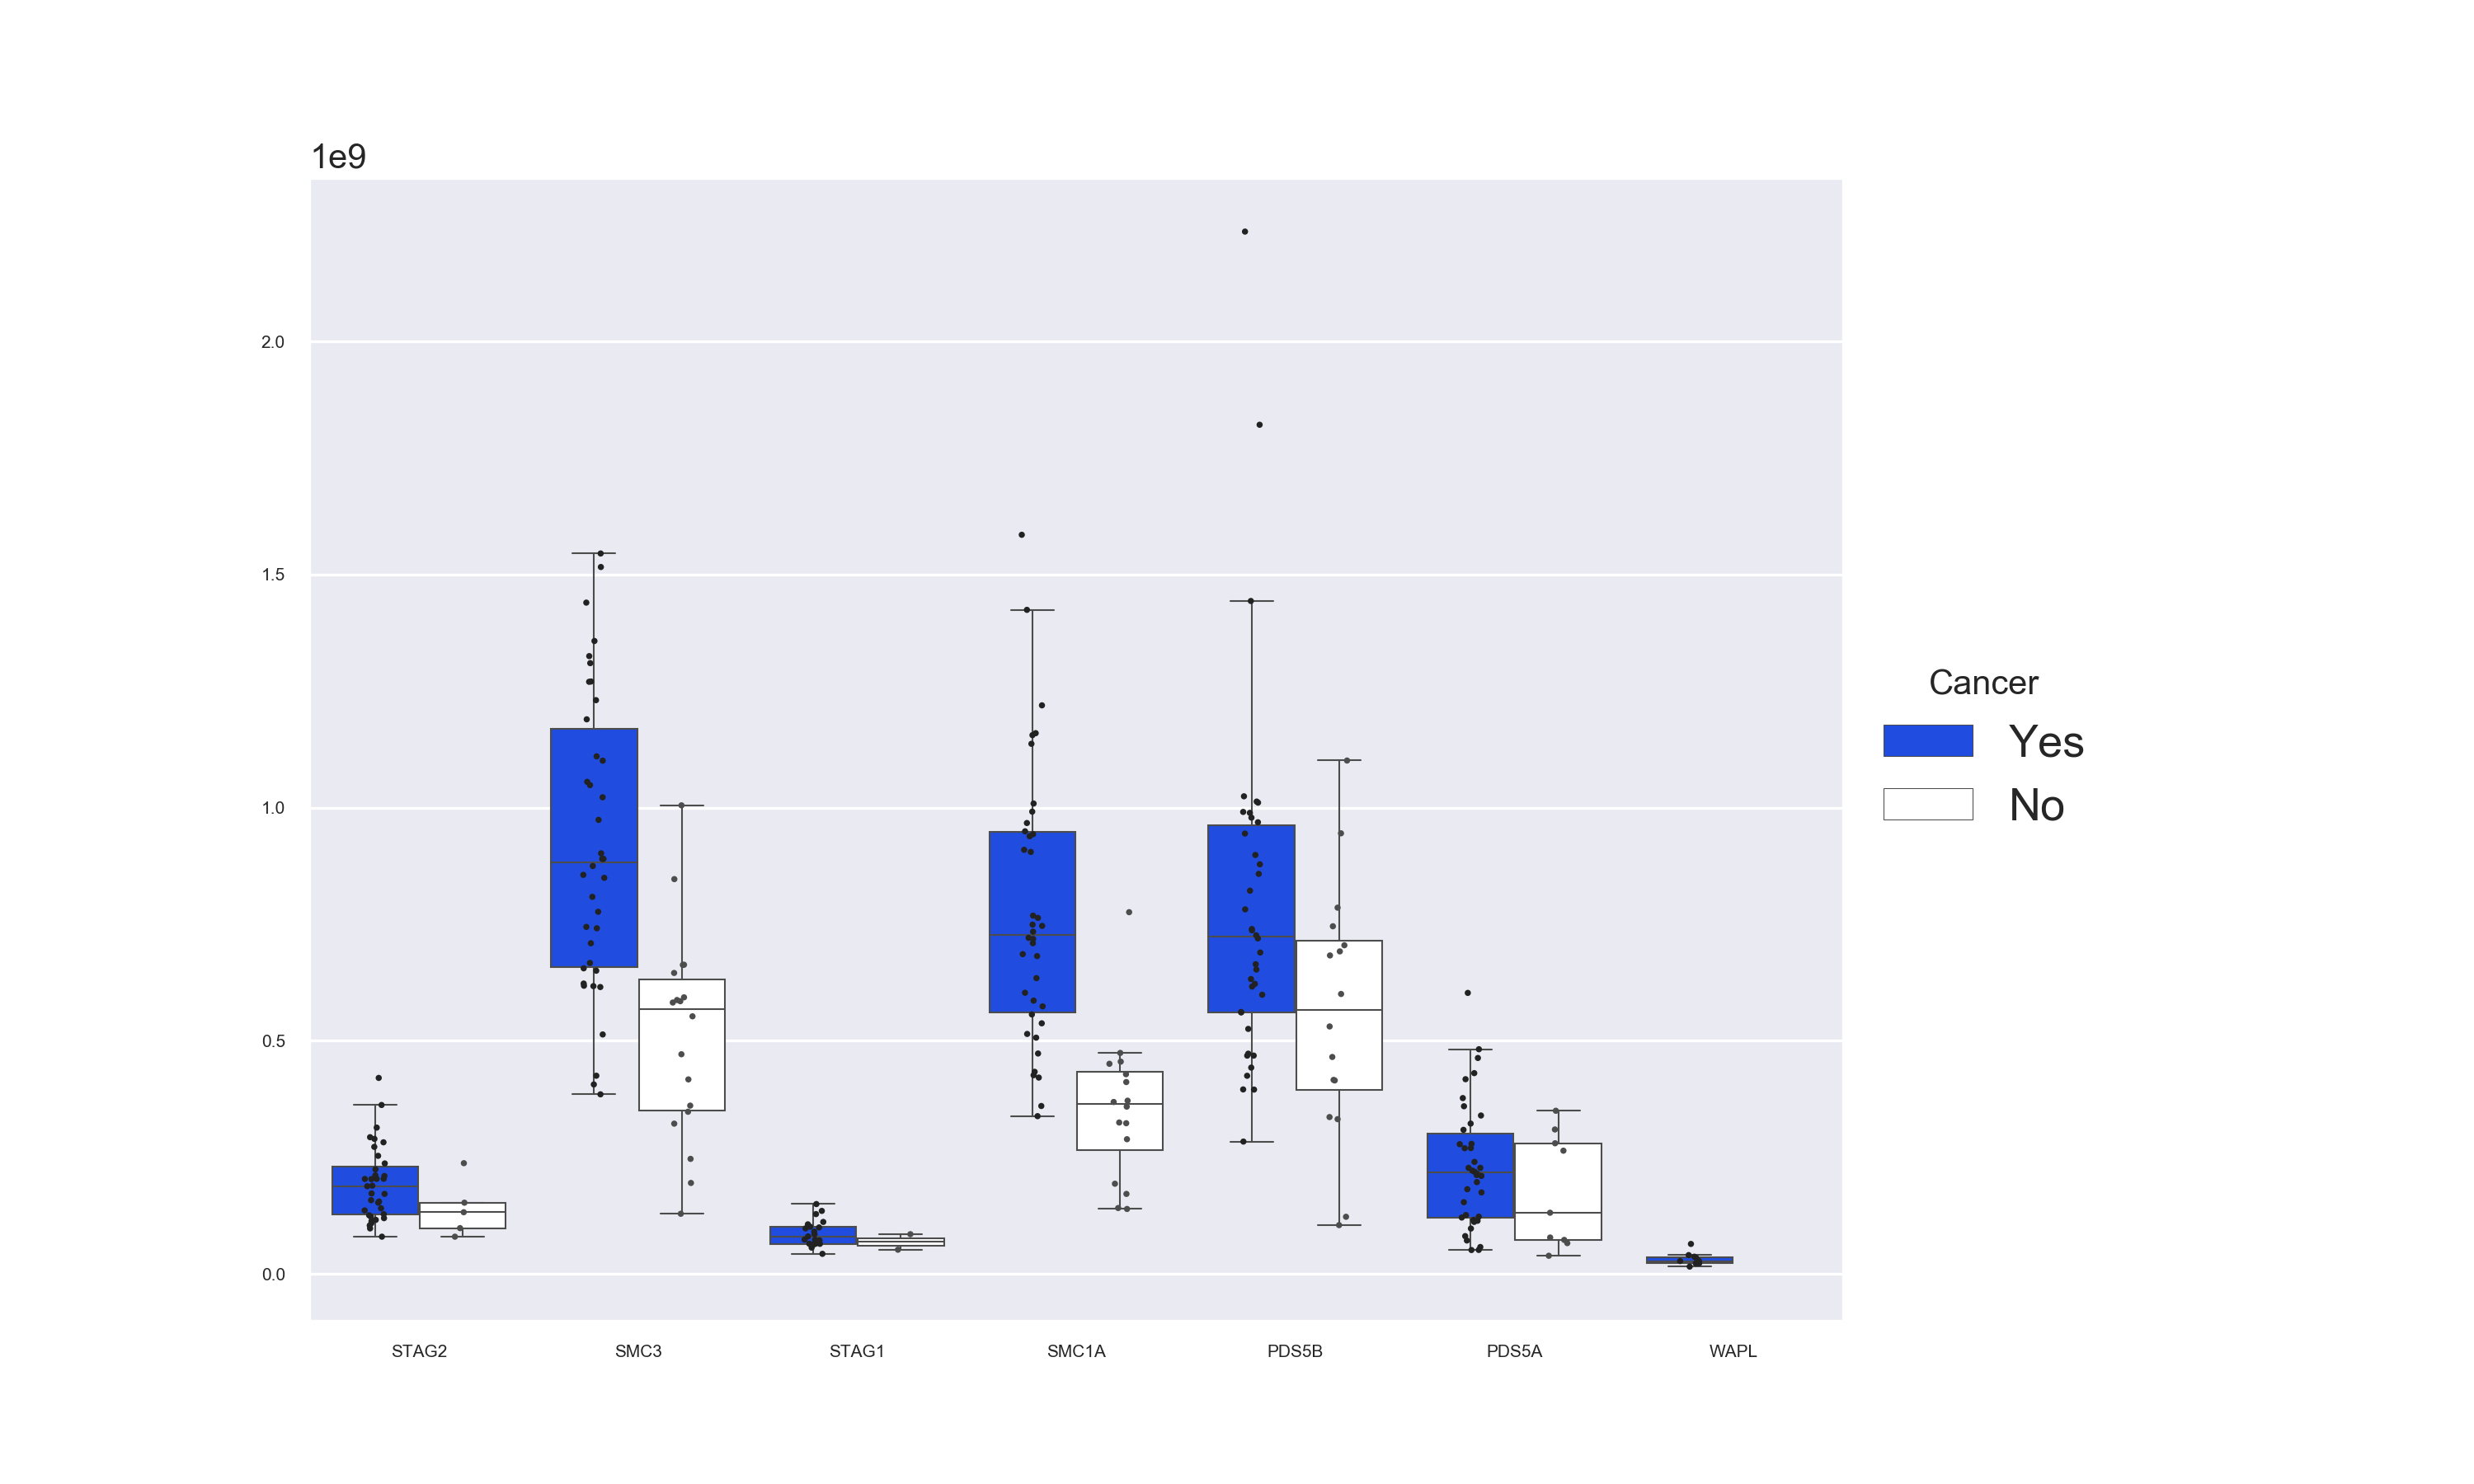 1e9
2.0
1.5
1.0
0.5
0.0
STAG2 SMC3 STAG1 SMC1A PDS5B PDS5A WAPL
Cancer
Yes
No